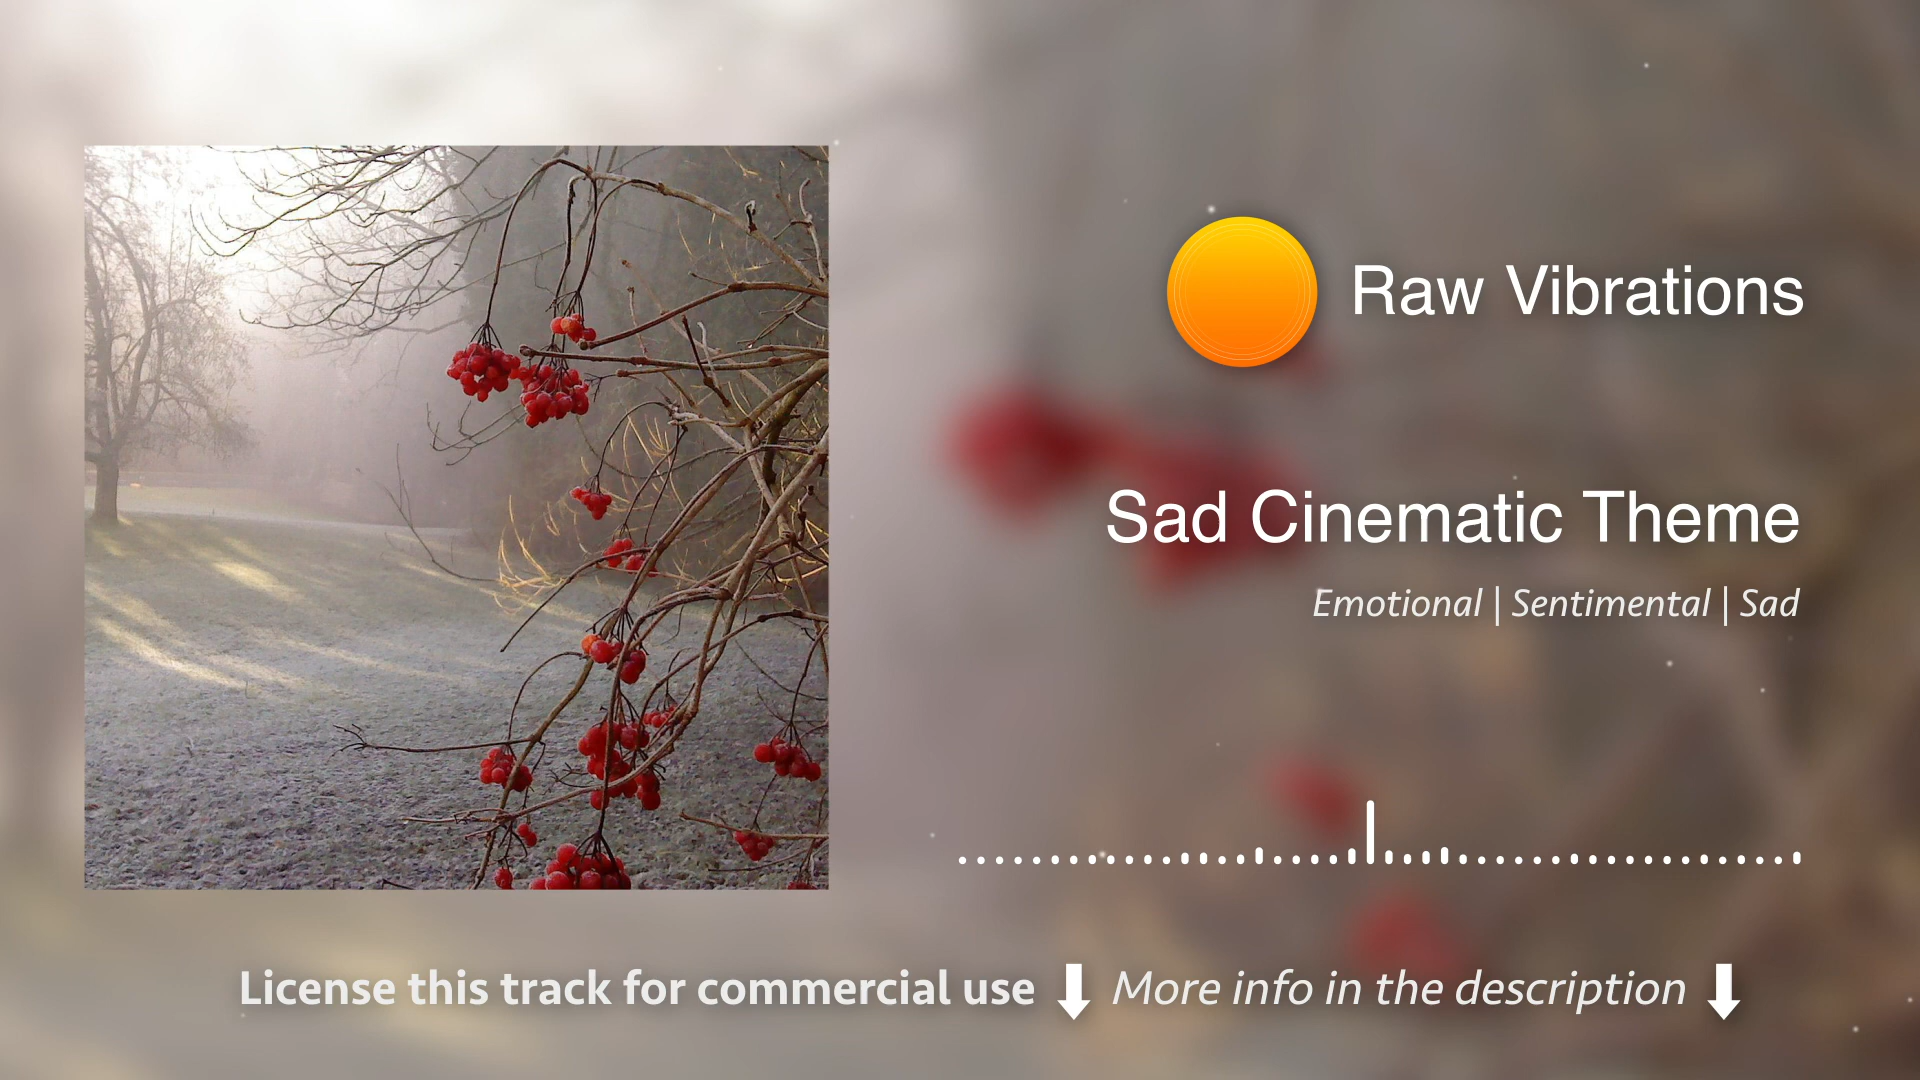 Raw Vibrations
Sad Cinematic Theme
Emotional | Sentimental | Sad
License this track for commercial use
More info in the description